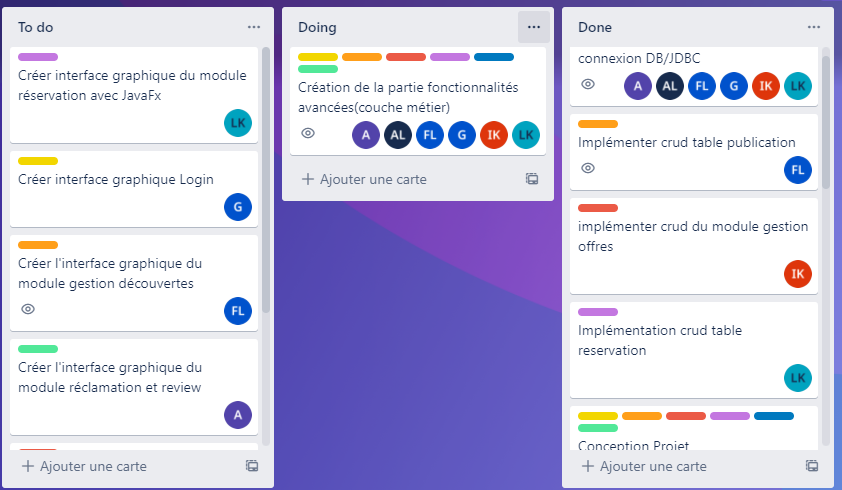 To do
Créer interface graphique du module
réservation avec JavaFx
LK
Créer interface graphique Login
G
Créer l'interface graphique du
module gestion découvertes
FL
Créer l'interface graphique du
module réclamation et review
A
Ajouter une carte
Doing
Création de la partie fonctionnalités
avancées(couche métier)
A AL FL G IK LK
Ajouter une carte
Done
connexion DB/JDBC
A AL FL G IK LK
Implémenter crud table publication
FL
implémenter crud du module gestion
offres
IK
Implémentation crud table
reservation
LK
Conception Projet
Ajouter une carte